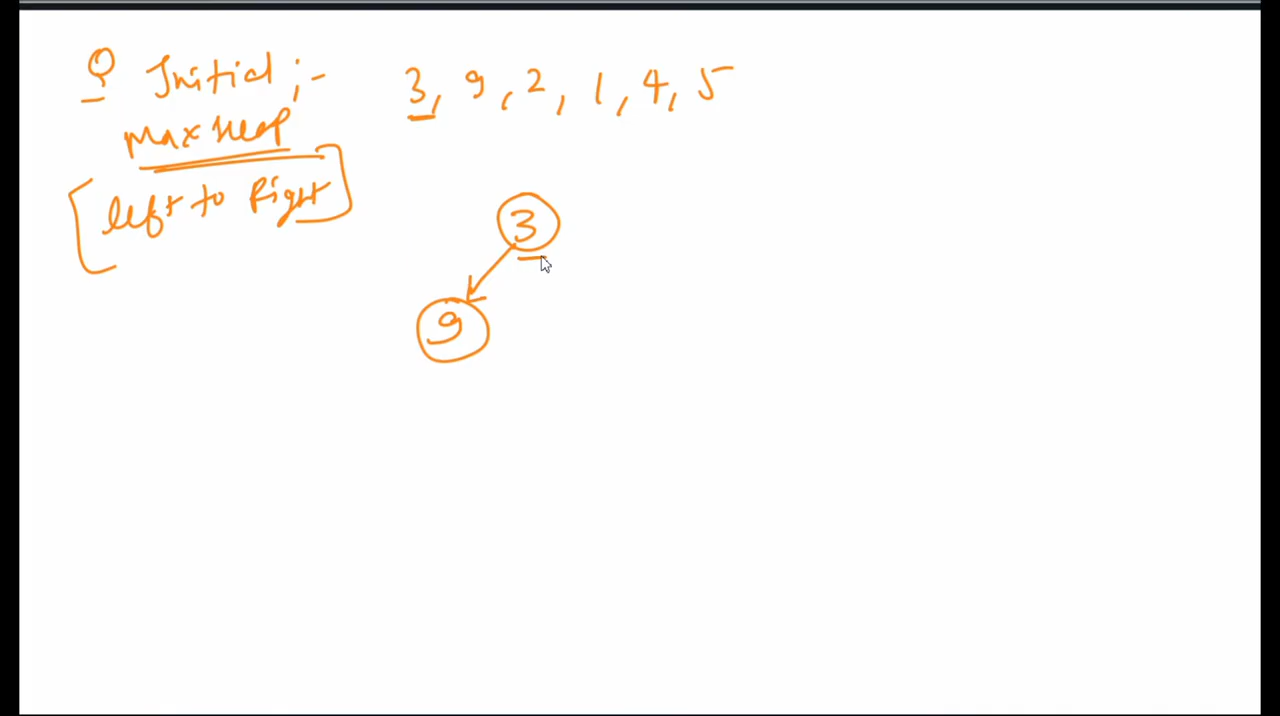 Q Initial :- 3, 9, 2, 1, 4, 5
Max Heap
[left to Right]
3
9